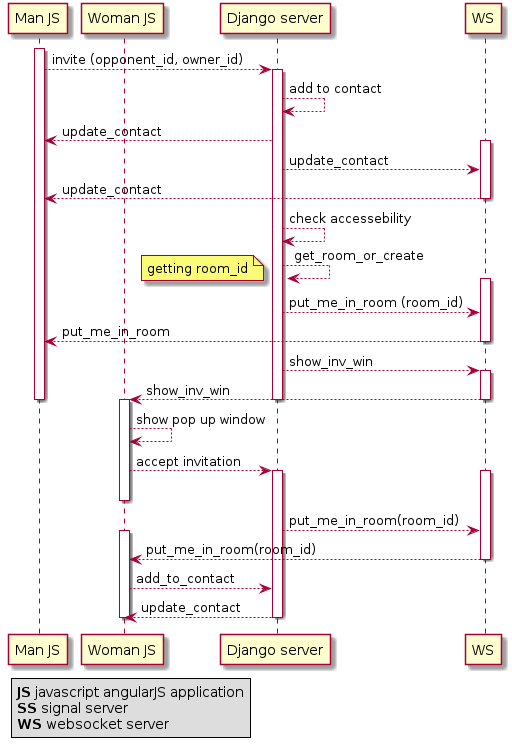 Man JS
Woman JS
Django server
WS
invite (opponent_id, owner_id)
add to contact
update_contact
update_contact
update_contact
check accessebility
get_room_or_create
getting room_id
put_me_in_room (room_id)
put_me_in_room
show_inv_win
show_inv_win
show pop up window
accept invitation
put_me_in_room(room_id)
put_me_in_room(room_id)
add_to_contact
update_contact
Man JS
Woman JS
Django server
WS
JS javascript angularJS application
SS signal server
WS websocket server